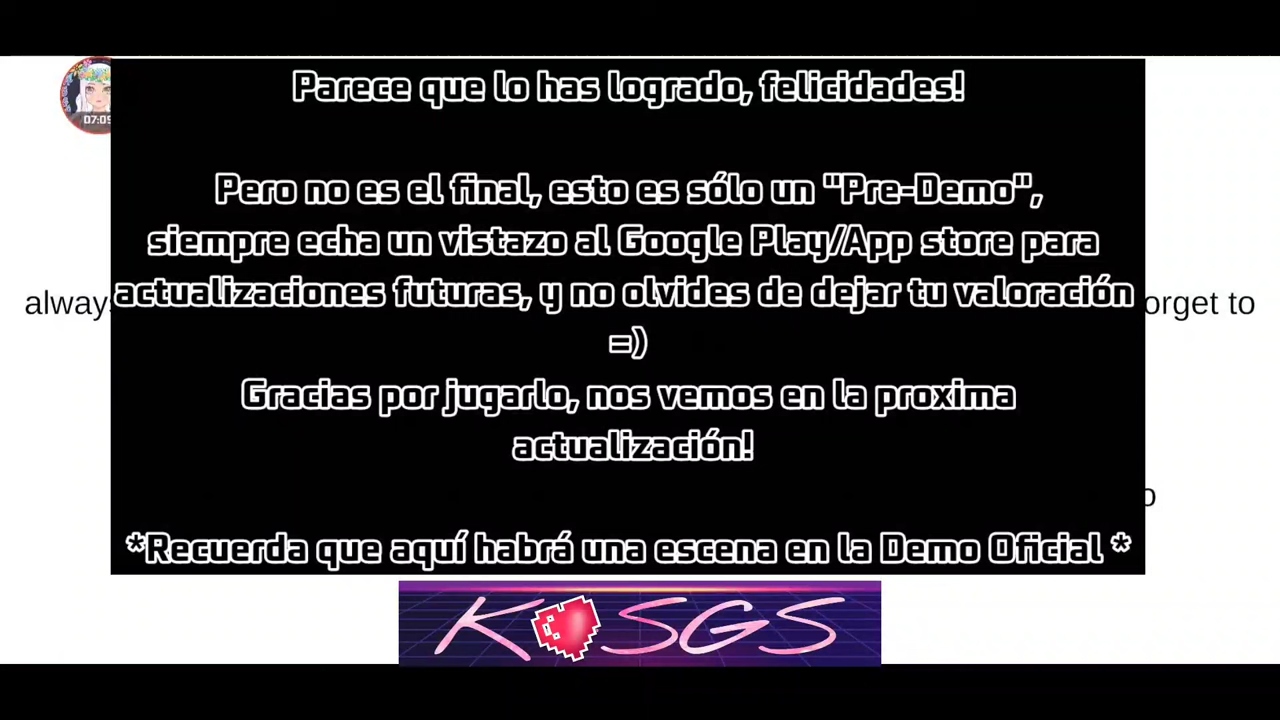 07:09
Parece que lo has logrado, felicidades!
Pero no es el final, esto es sólo un "Pre-Demo",
siempre echa un vistazo al Google Play/App store para
always
actualizaciones futuras, y no olvides de dejar tu valoración
orget to
=)
Gracias por jugarlo, nos vemos en la proxima
actualización!
o
*Recuerda que aquí habrá una escena en la Demo Oficial *
K SGS